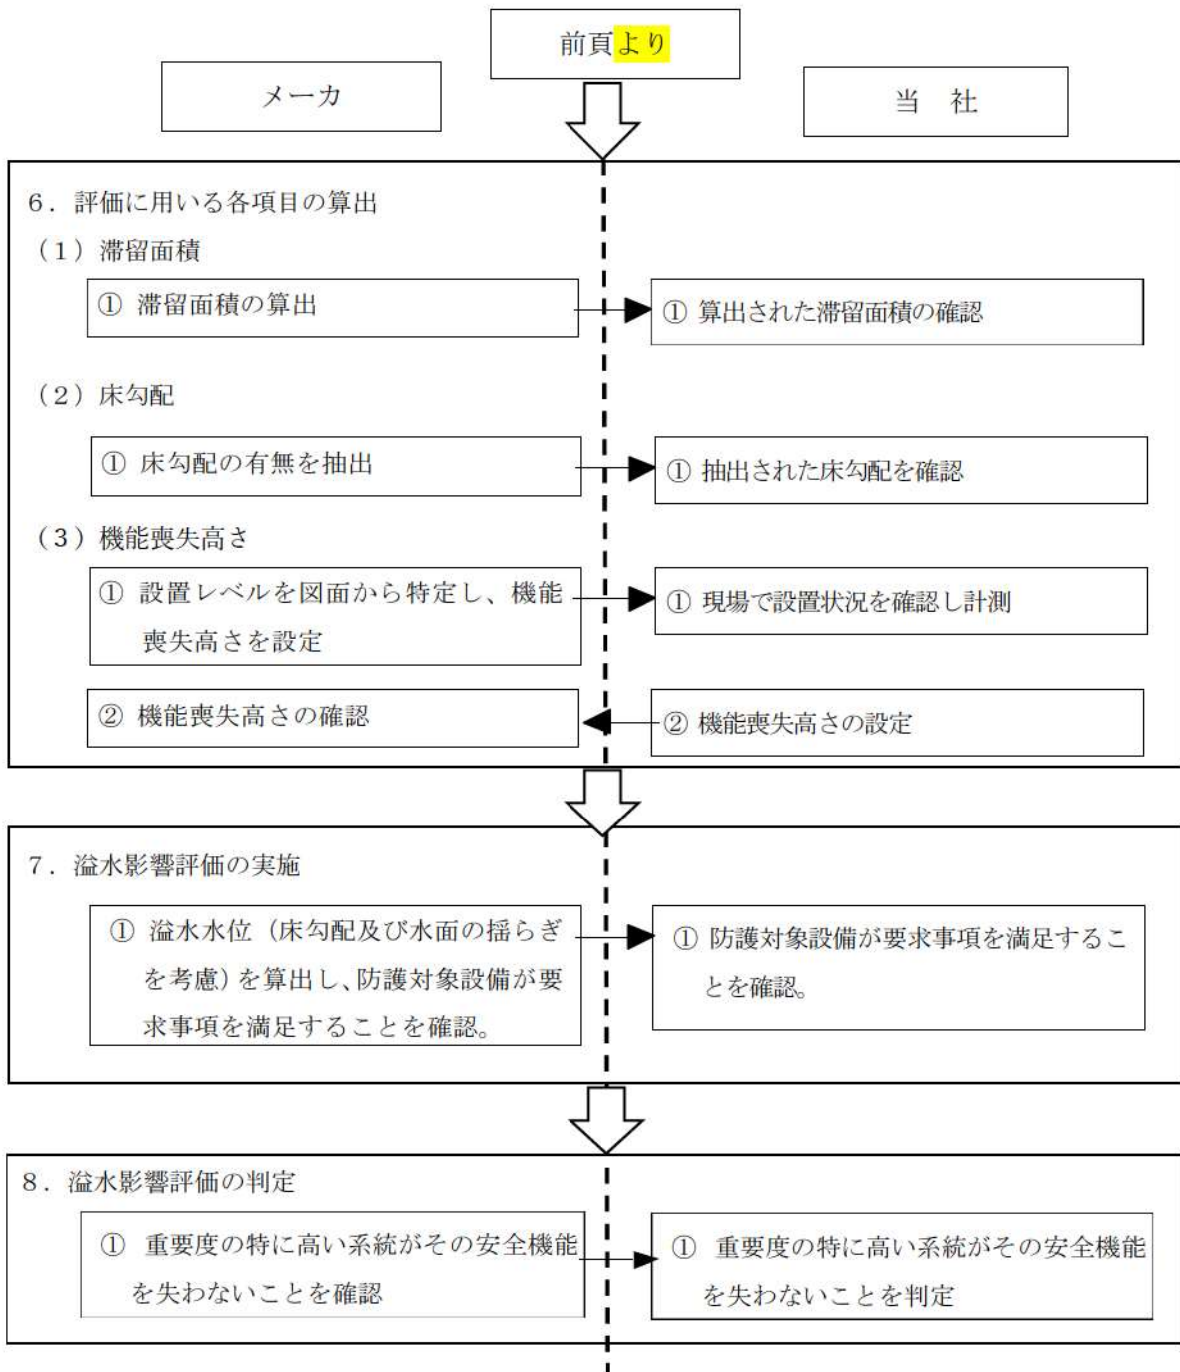 前頁より
メーカ
当　社
６．評価に用いる各項目の算出
（１）滞留面積
① 滞留面積の算出
① 算出された滞留面積の確認
（２）床勾配
① 床勾配の有無を抽出
① 抽出された床勾配を確認
（３）機能喪失高さ
① 設置レベルを図面から特定し、機能
喪失高さを設定
① 現場で設置状況を確認し計測
② 機能喪失高さの確認
② 機能喪失高さの設定
７．溢水影響評価の実施
① 溢水水位（床勾配及び水面の揺らぎ
を考慮）を算出し、防護対象設備が要
求事項を満足することを確認。
① 防護対象設備が要求事項を満足するこ
とを確認。
８．溢水影響評価の判定
① 重要度の特に高い系統がその安全機能
を失わないことを確認
① 重要度の特に高い系統がその安全機能
を失わないことを判定